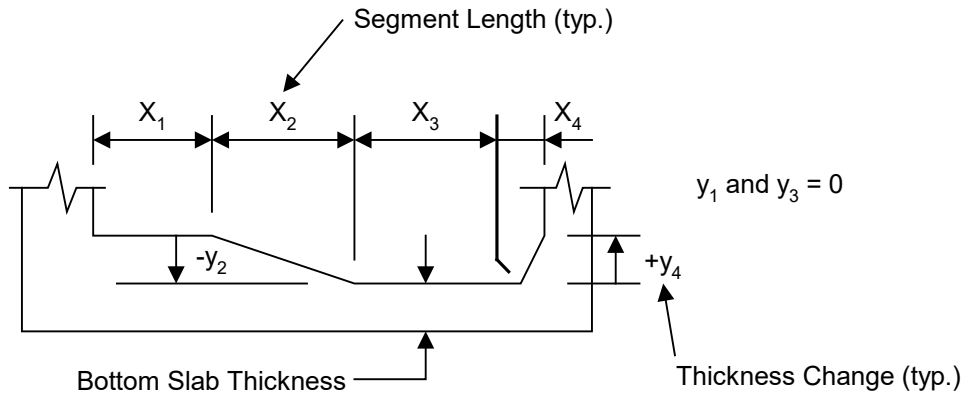 Segment Length (typ.)
X1 X2 X3 X4
y1 and y3 = 0
-y2
+y4
Bottom Slab Thickness
Thickness Change (typ.)